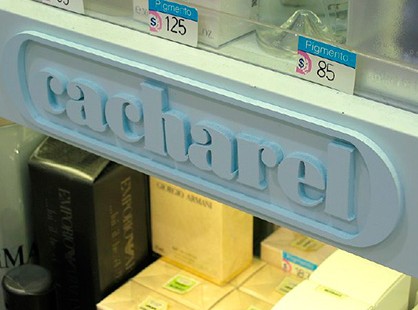 Pigmento
$ 125
Pigmento
$ 85
cacharel
GIORGIO ARMANI
EMPORIO ARMANI